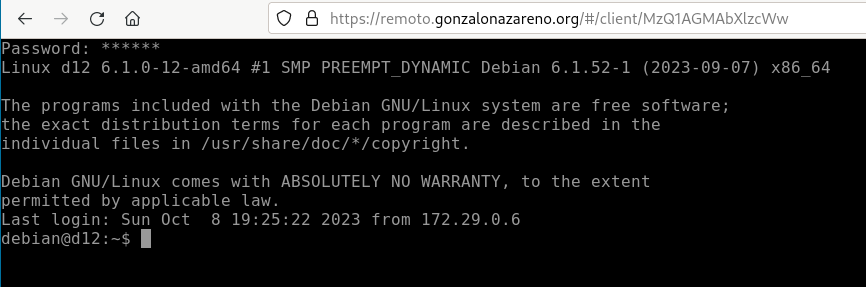 https://remoto.gonzalonazareno.org/#/client/MzQ1AGMAbXlzcWw
Password: ******
Linux d12 6.1.0-12-amd64 #1 SMP PREEMPT_DYNAMIC Debian 6.1.52-1 (2023-09-07) x86_64
The programs included with the Debian GNU/Linux system are free software;
the exact distribution terms for each program are described in the
individual files in /usr/share/doc/*/copyright.
Debian GNU/Linux comes with ABSOLUTELY NO WARRANTY, to the extent
permitted by applicable law.
Last login: Sun Oct  8 19:25:22 2023 from 172.29.0.6
debian@d12:~$